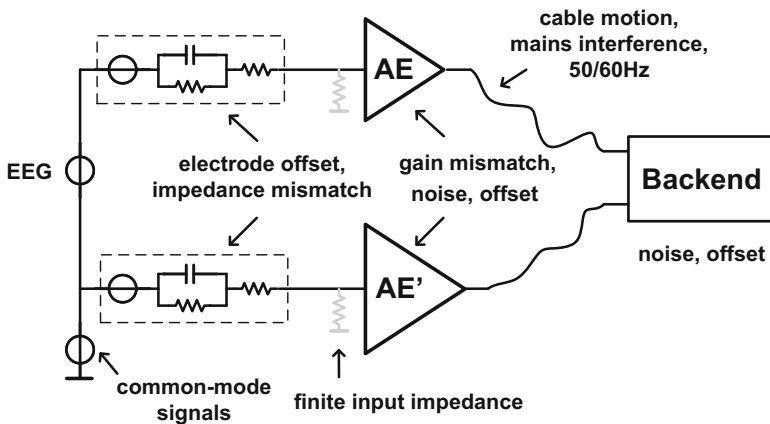 cable motion,
mains interference,
50/60Hz
AE
EEG
electrode offset,
impedance mismatch
gain mismatch,
noise, offset
Backend
noise, offset
AE'
common-mode
signals
finite input impedance